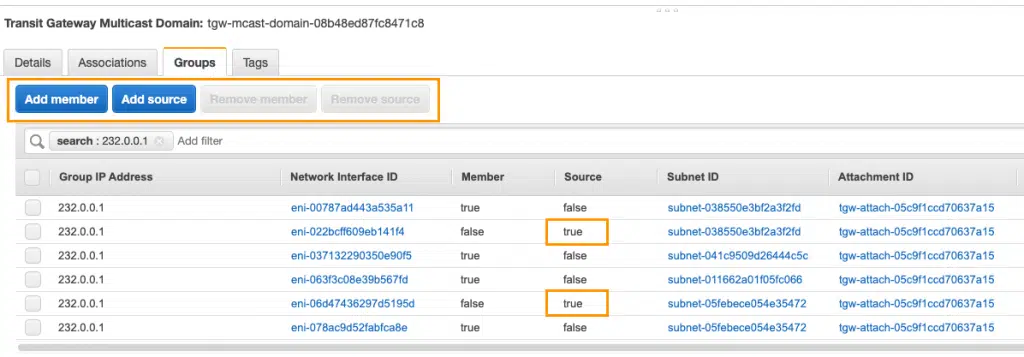 Transit Gateway Multicast Domain: tgw-mcast-domain-08b48ed87fc8471c8
Details Associations Groups Tags
Add member Add source Remove member Remove source
search : 232.0.0.1 Add filter
Group IP Address Network Interface ID Member Source Subnet ID Attachment ID
232.0.0.1 eni-00787ad443a535a11 true false subnet-038550e3bf2a3f2fd tgw-attach-05c9f1ccd70637a15
232.0.0.1 eni-022bcff609eb141f4 false true subnet-038550e3bf2a3f2fd tgw-attach-05c9f1ccd70637a15
232.0.0.1 eni-037132290350e90f5 true false subnet-041c9509d26444c5c tgw-attach-05c9f1ccd70637a15
232.0.0.1 eni-063f3c08e39b567fd true false subnet-011662a01f05fc066 tgw-attach-05c9f1ccd70637a15
232.0.0.1 eni-06d47436297d5195d false true subnet-05febece054e35472 tgw-attach-05c9f1ccd70637a15
232.0.0.1 eni-078ac9d52fabfca8e true false subnet-05febece054e35472 tgw-attach-05c9f1ccd70637a15